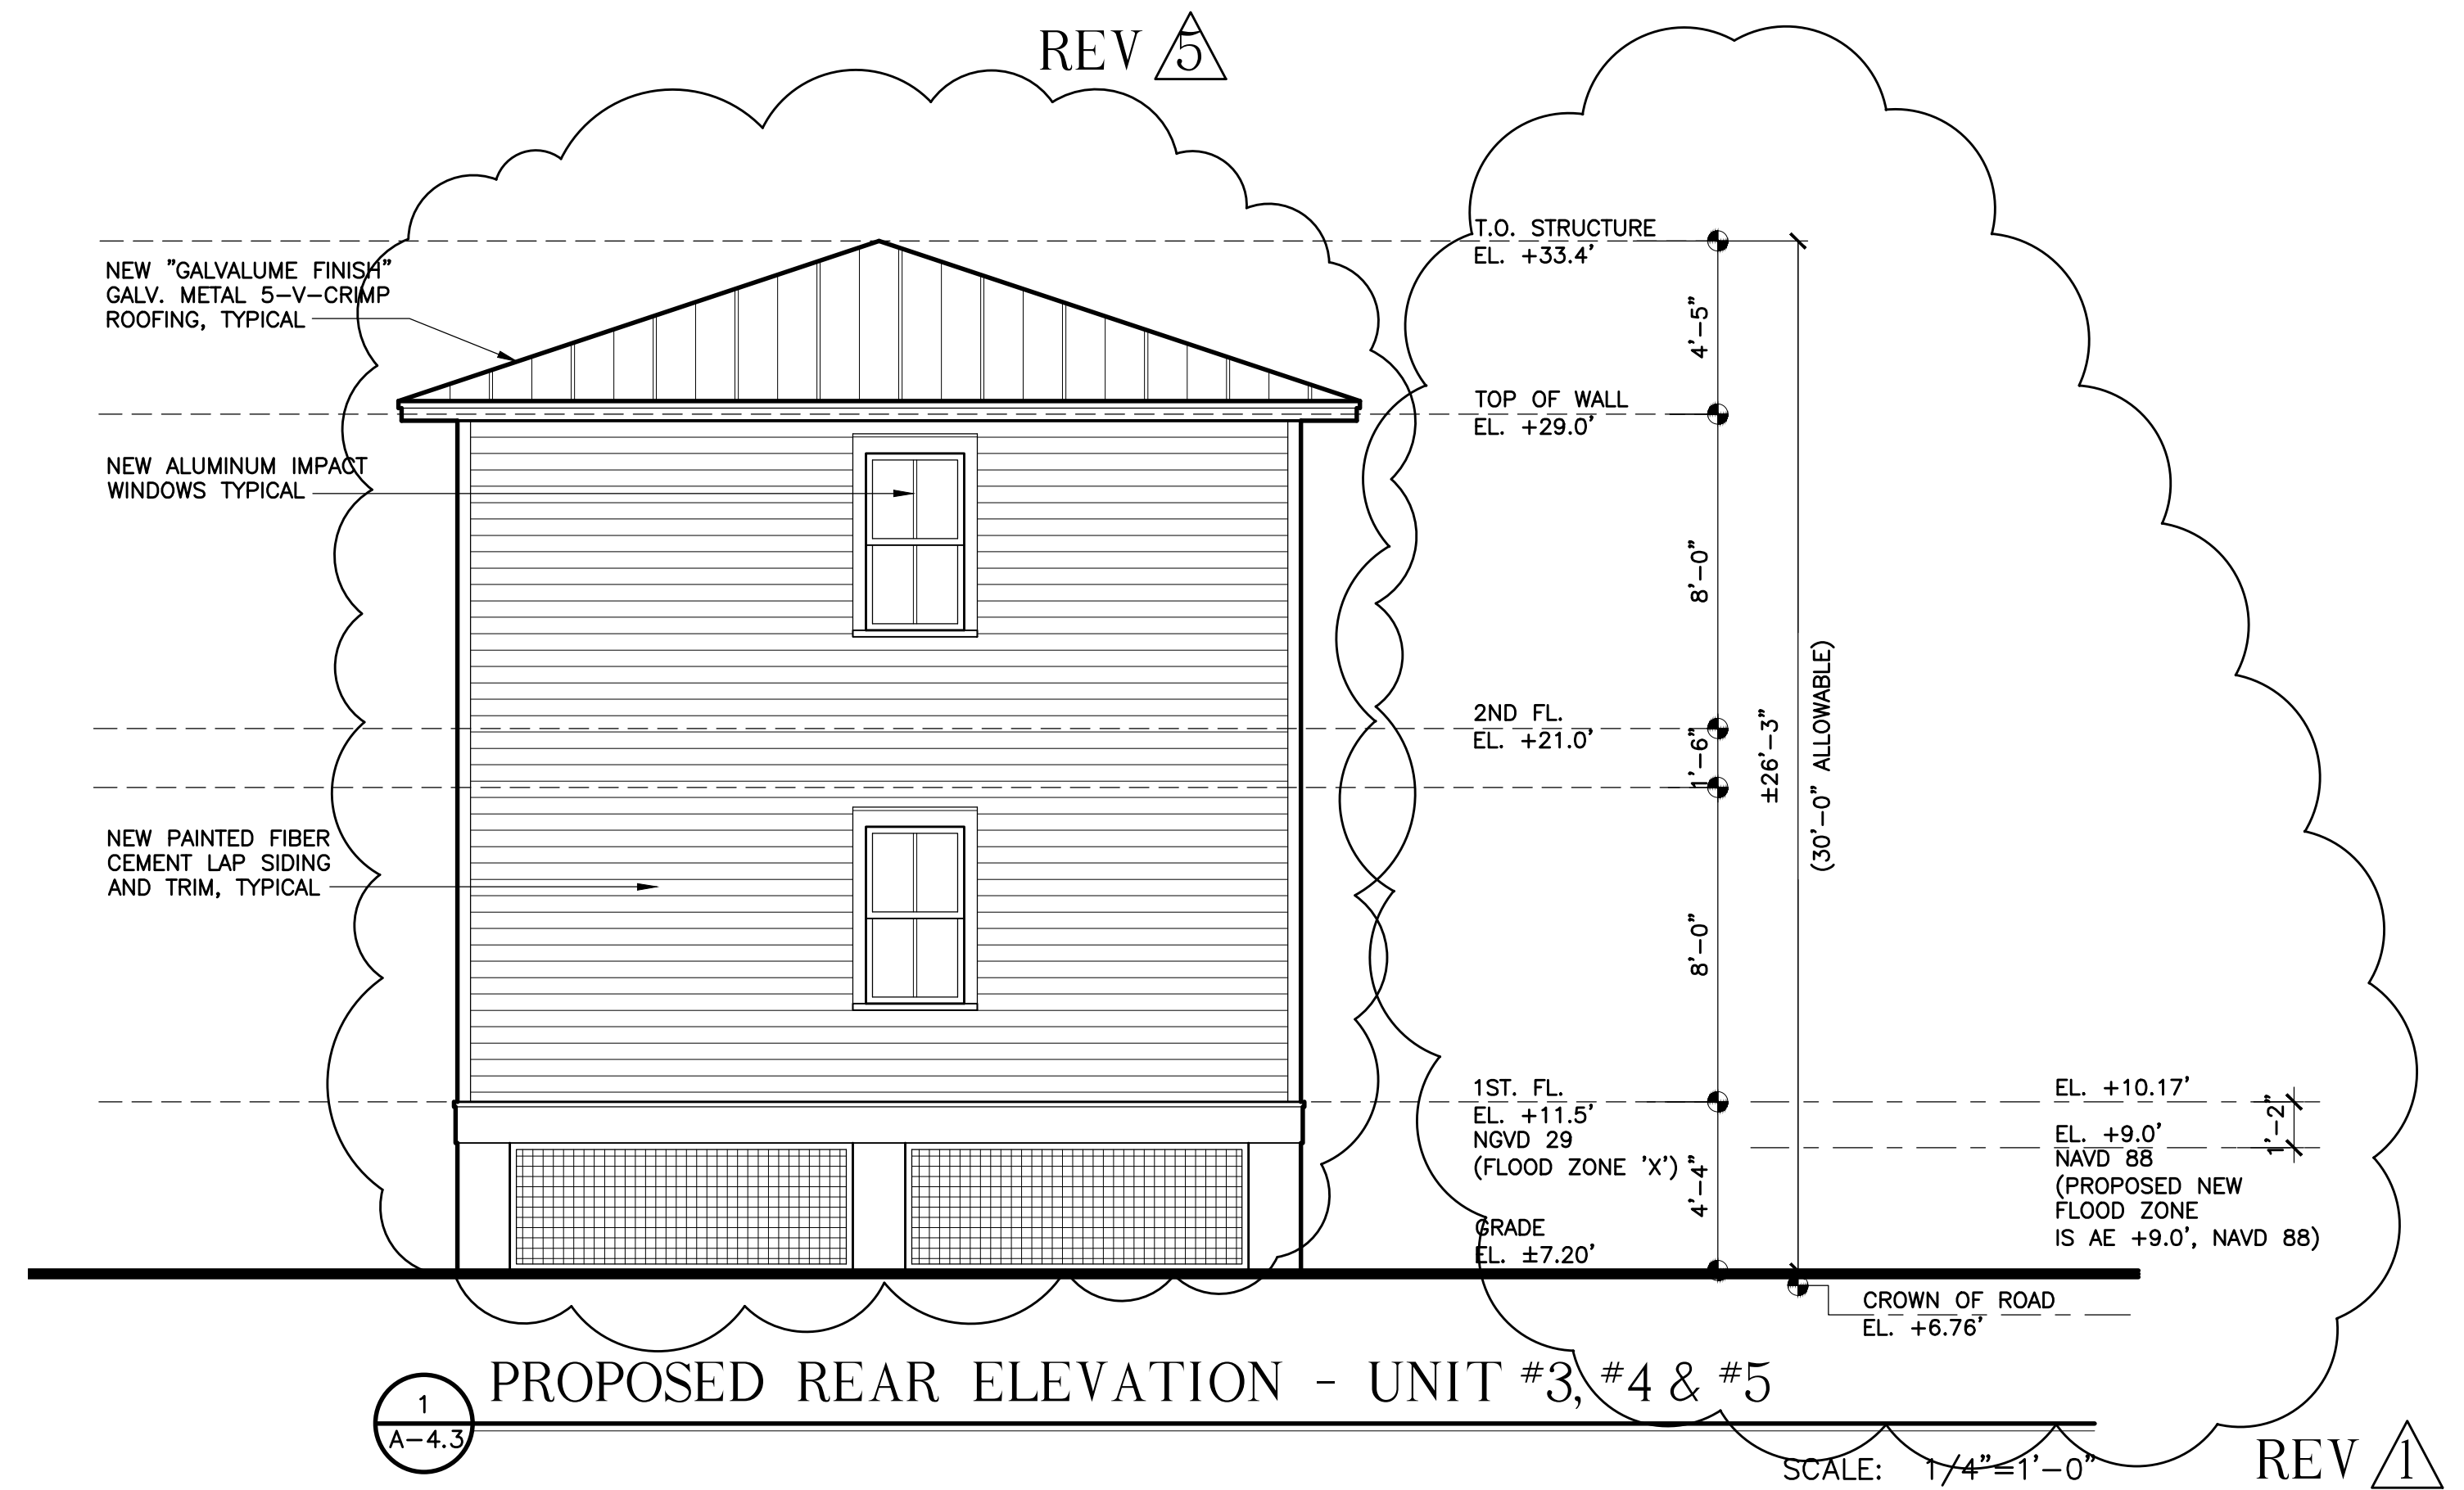 REV 5
NEW "GALVALUME FINISH"
GALV. METAL 5-V-CRIMP
ROOFING, TYPICAL
NEW ALUMINUM IMPACT
WINDOWS TYPICAL
NEW PAINTED FIBER
CEMENT LAP SIDING
AND TRIM, TYPICAL
T.O. STRUCTURE
EL. +33.4'
4'-5"
TOP OF WALL
EL. +29.0'
8'-0"
2ND FL.
EL. +21.0'
1'-6"
±26'-3"
(30'-0" ALLOWABLE)
8'-0"
1ST. FL.
EL. +11.5'
NGVD 29
(FLOOD ZONE 'X')
4'-4"
GRADE
EL. ±7.20'
EL. +10.17'
1'-2"
EL. +9.0'
NAVD 88
(PROPOSED NEW
FLOOD ZONE
IS AE +9.0', NAVD 88)
CROWN OF ROAD
EL. +6.76'
1
A-4.3
PROPOSED REAR ELEVATION - UNIT #3, #4 & #5
SCALE: 1/4"=1'-0"
REV 1